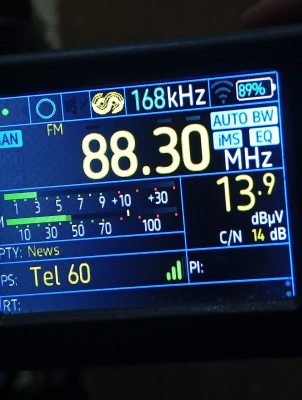 168kHz 89%
FM AUTO BW
AN 88.30 iMS EQ
MHz
1 3 5 7 9 +10 +30 13.9
dBµV
M 10 30 50 70 100 C/N 14 dB
PTY: News
PS: Tel 60 PI:
RT: